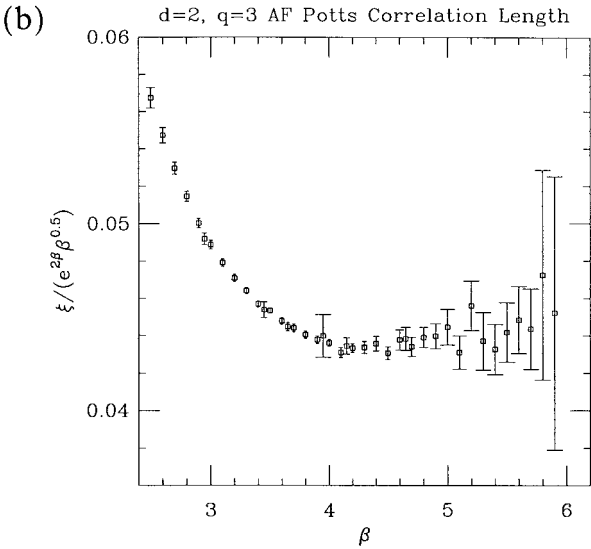 (b) d=2, q=3 AF Potts Correlation Length
0.06
0.05
0.04
ξ/(e^{2β}β^{0.5})
3 4 5 6
β